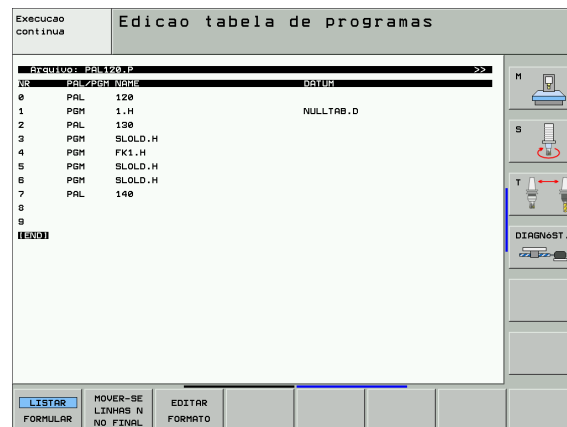 Execucao
continua
Edicao tabela de programas
Arquivo: PAL120.P >>
NR PAL/PGM NAME DATUM
0 PAL 120
1 PGM 1.H NULLTAB.D
2 PAL 130
3 PGM SLOLD.H
4 PGM FK1.H
5 PGM SLOLD.H
6 PGM SLOLD.H
7 PAL 140
8
9
[END]
M
S
T
DIAGNÓST.
LISTAR
FORMULAR
MOVER-SE
LINHAS N
NO FINAL
EDITAR
FORMATO